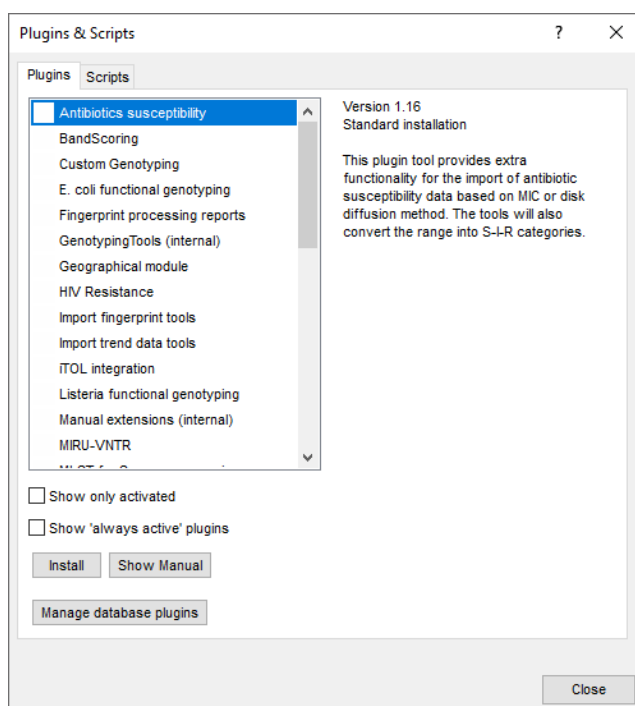 Plugins & Scripts
Plugins Scripts
Antibiotics susceptibility
BandScoring
Custom Genotyping
E. coli functional genotyping
Fingerprint processing reports
GenotypingTools (internal)
Geographical module
HIV Resistance
Import fingerprint tools
Import trend data tools
iTOL integration
Listeria functional genotyping
Manual extensions (internal)
MIRU-VNTR
Version 1.16
Standard installation
This plugin tool provides extra
functionality for the import of antibiotic
susceptibility data based on MIC or disk
diffusion method. The tools will also
convert the range into S-I-R categories.
Show only activated
Show 'always active' plugins
Install Show Manual
Manage database plugins
Close